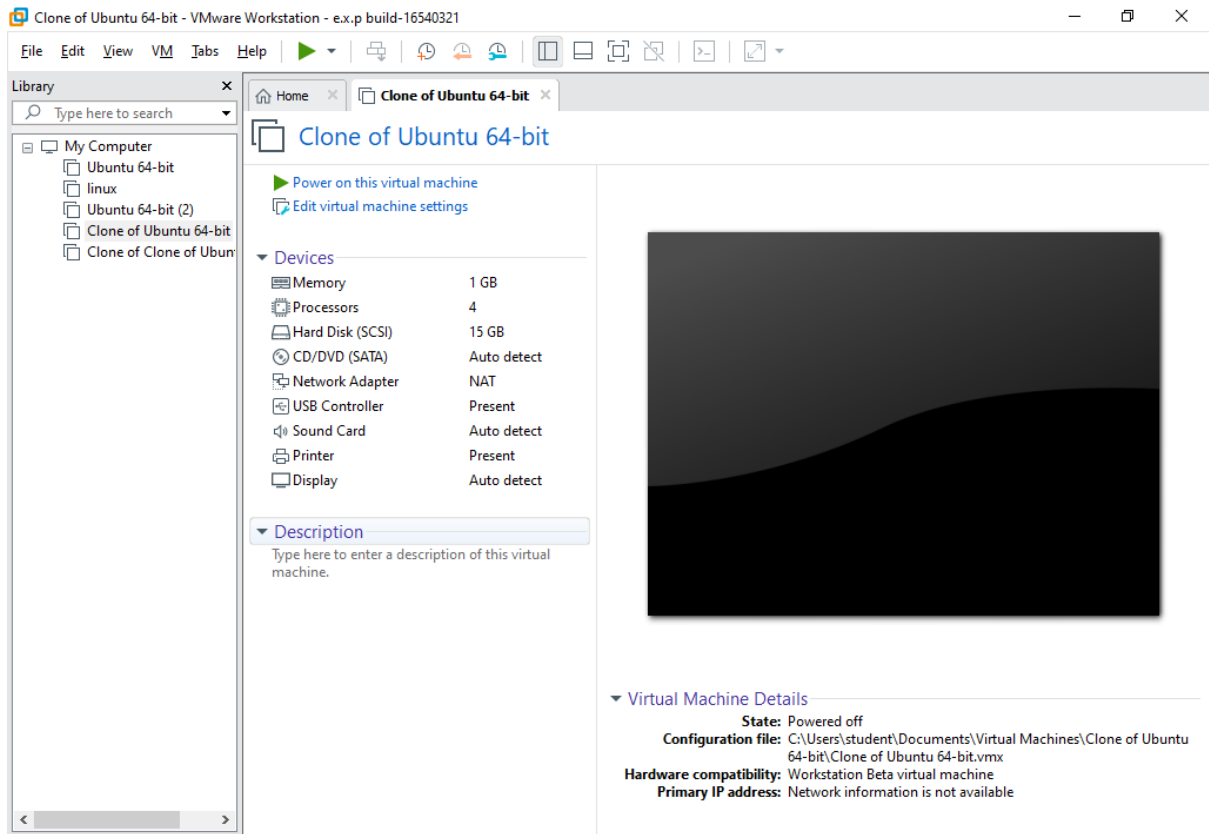 Clone of Ubuntu 64-bit - VMware Workstation - e.x.p build-16540321
File Edit View VM Tabs Help
Library
Type here to search
My Computer
Ubuntu 64-bit
linux
Ubuntu 64-bit (2)
Clone of Ubuntu 64-bit
Clone of Clone of Ubun
Home
Clone of Ubuntu 64-bit
Clone of Ubuntu 64-bit
Power on this virtual machine
Edit virtual machine settings
Devices
Memory 1 GB
Processors 4
Hard Disk (SCSI) 15 GB
CD/DVD (SATA) Auto detect
Network Adapter NAT
USB Controller Present
Sound Card Auto detect
Printer Present
Display Auto detect
Description
Type here to enter a description of this virtual
machine.
Virtual Machine Details
State: Powered off
Configuration file: C:\Users\student\Documents\Virtual Machines\Clone of Ubuntu
64-bit\Clone of Ubuntu 64-bit.vmx
Hardware compatibility: Workstation Beta virtual machine
Primary IP address: Network information is not available